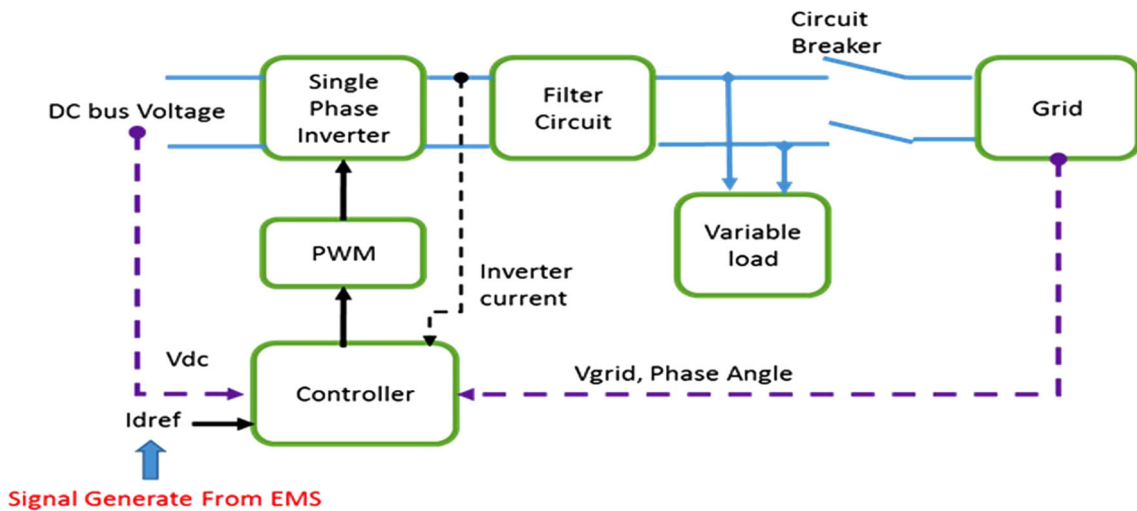 Circuit
Breaker
DC bus Voltage
Single
Phase
Inverter
Filter
Circuit
Grid
PWM
Inverter
current
Variable
load
Vdc
Controller
Vgrid, Phase Angle
Idref
Signal Generate From EMS